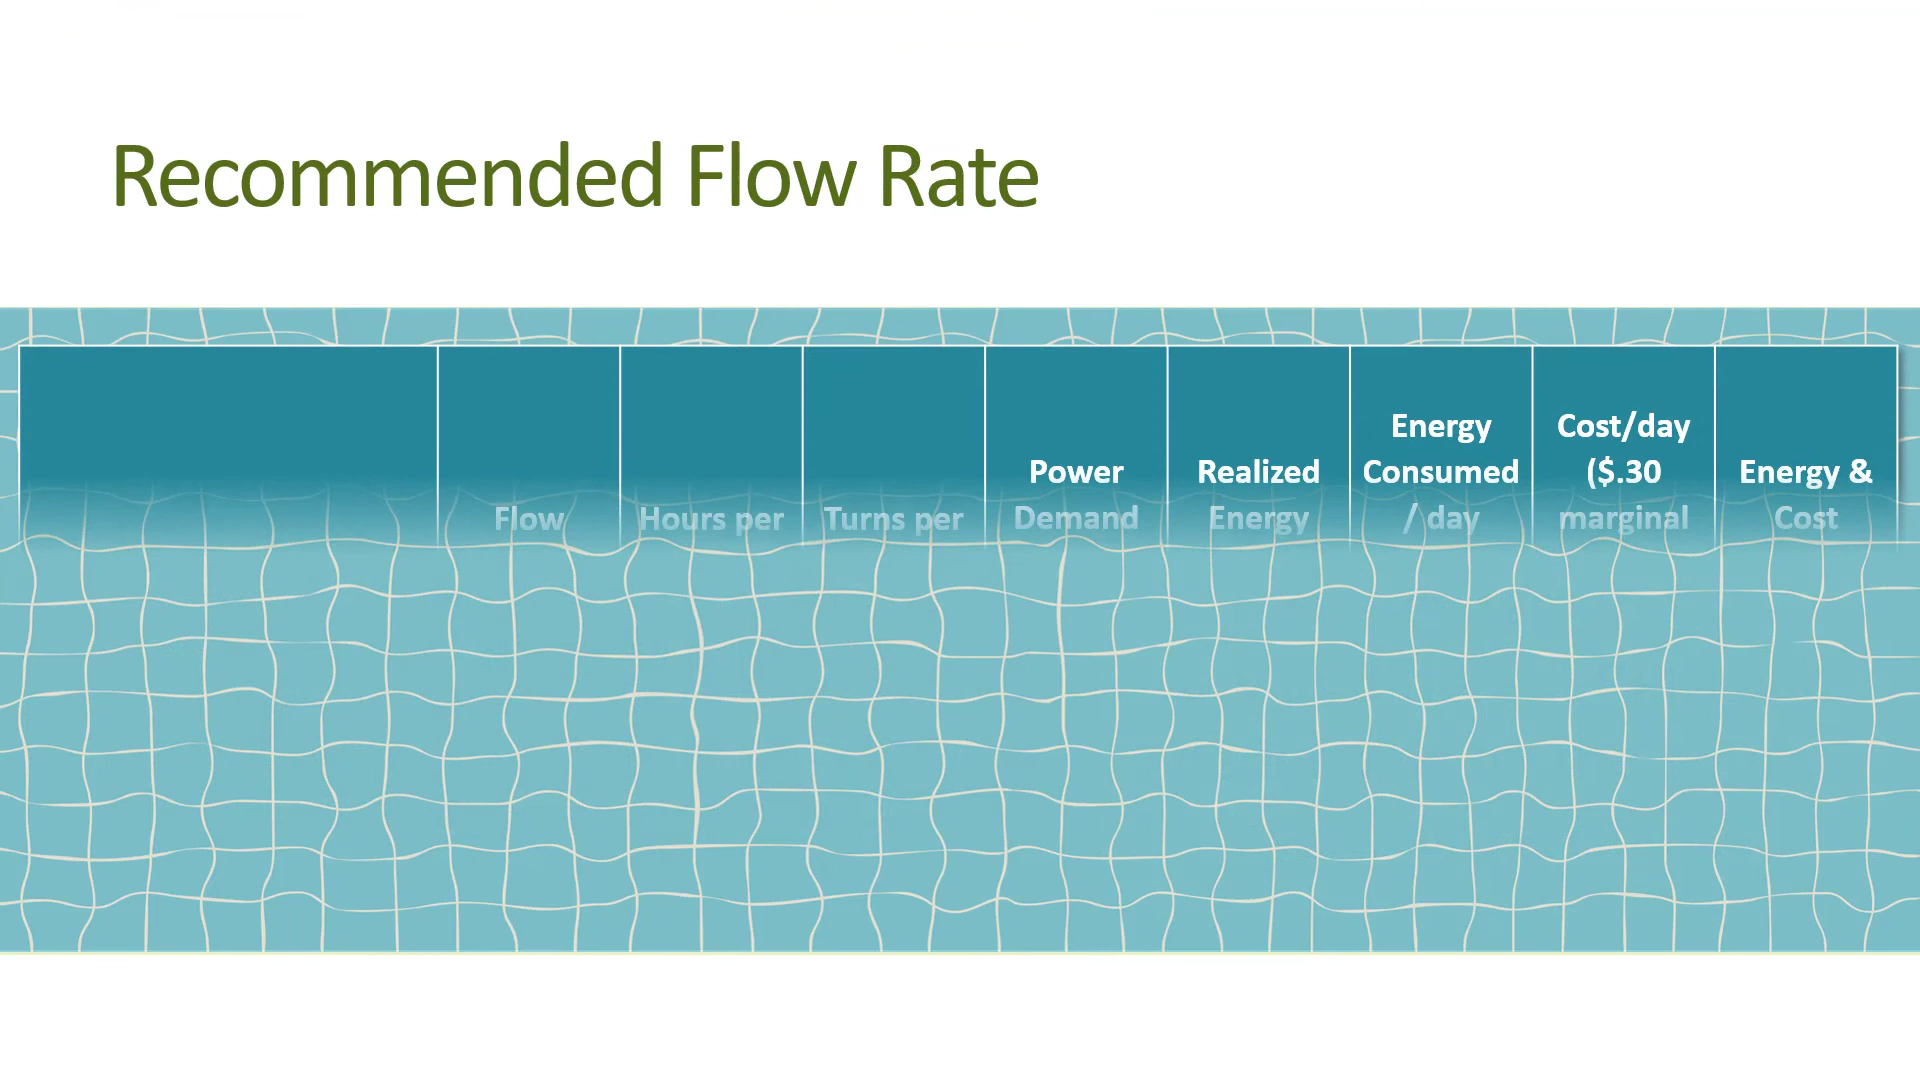 Recommended Flow Rate
Flow
Hours per
Turns per
Power
Demand
Realized
Energy
Energy
Consumed
/ day
Cost/day
($.30
marginal
Energy &
Cost